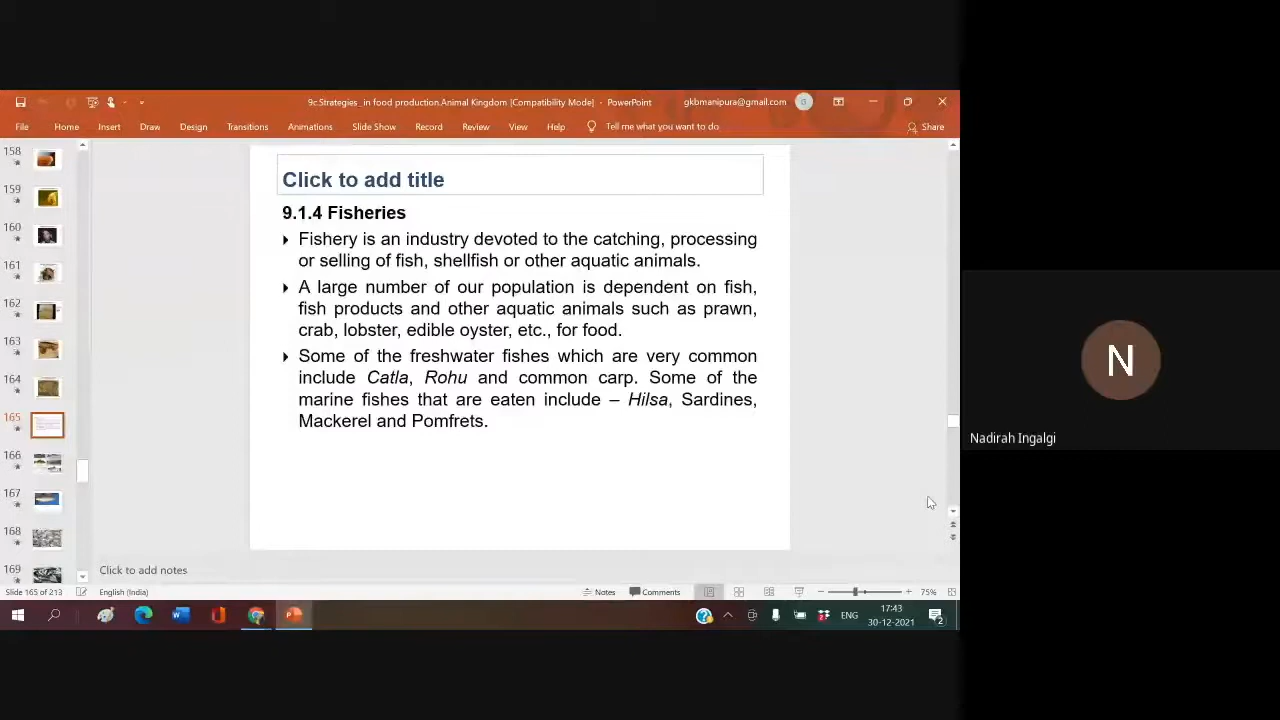 9c.Strategies_in food production.Animal Kingdom [Compatibility Mode] - PowerPoint
gkbmanipura@gmail.com
File Home Insert Draw Design Transitions Animations Slide Show Record Review View Help Tell me what you want to do Share
158
159
160
161
162
163
164
165
166
167
168
169
Click to add title
9.1.4 Fisheries
Fishery is an industry devoted to the catching, processing
or selling of fish, shellfish or other aquatic animals.
A large number of our population is dependent on fish,
fish products and other aquatic animals such as prawn,
crab, lobster, edible oyster, etc., for food.
Some of the freshwater fishes which are very common
include Catla, Rohu and common carp. Some of the
marine fishes that are eaten include – Hilsa, Sardines,
Mackerel and Pomfrets.
Click to add notes
Slide 165 of 213 English (India) Notes Comments 75%
ENG
17:43
30-12-2021
2
N
Nadirah Ingalgi